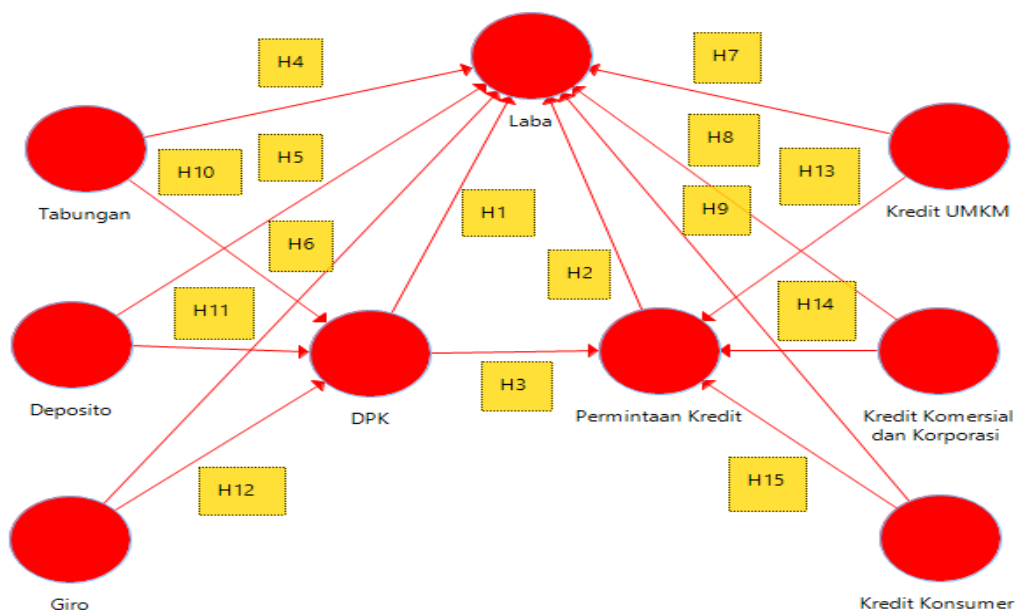 H4
H7
Laba
H8
H10
H5
H13
Tabungan
H1
H9
Kredit UMKM
H6
H2
H11
H14
H3
Deposito
DPK
Permintaan Kredit
Kredit Komersial
dan Korporasi
H12
H15
Giro
Kredit Konsumer